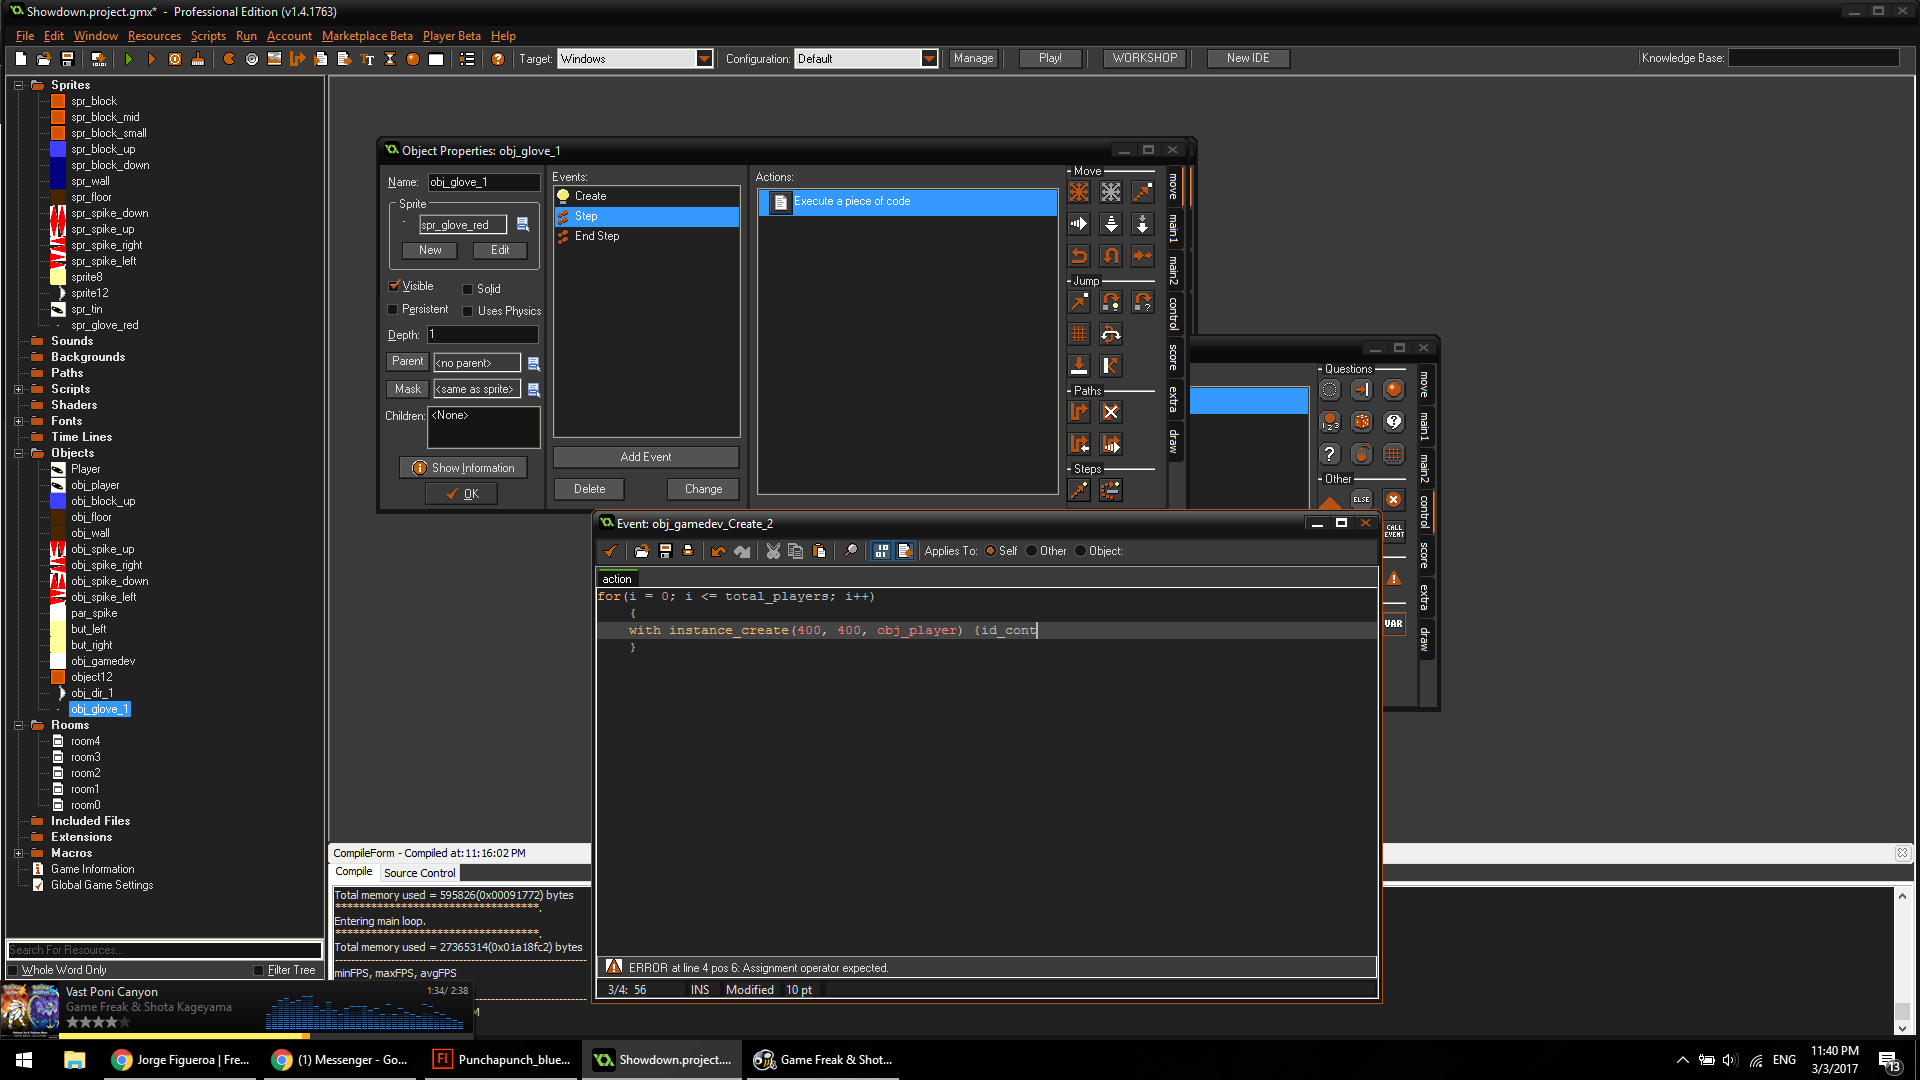 Showdown.project.gmx* - Professional Edition (v1.4.1763)
File Edit Window Resources Scripts Run Account Marketplace Beta Player Beta Help
Target: Windows Configuration: Default Manage Play! WORKSHOP New IDE Knowledge Base:
Sprites
spr_block
spr_block_mid
spr_block_small
spr_block_up
spr_block_down
spr_wall
spr_floor
spr_spike_down
spr_spike_up
spr_spike_right
spr_spike_left
sprite8
sprite12
spr_tin
spr_glove_red
Sounds
Backgrounds
Paths
Scripts
Shaders
Fonts
Time Lines
Objects
Player
obj_player
obj_block_up
obj_floor
obj_wall
obj_spike_up
obj_spike_right
obj_spike_down
obj_spike_left
par_spike
but_left
but_right
obj_gamedev
object12
obj_dir_1
obj_glove_1
Rooms
room4
room3
room2
room1
room0
Included Files
Extensions
Macros
Game Information
Global Game Settings
Search For Resources...
Whole Word Only Filter Tree
Object Properties: obj_glove_1
Name: obj_glove_1
Sprite
spr_glove_red
New Edit
Visible Solid
Persistent Uses Physics
Depth: 1
Parent <no parent>
Mask <same as sprite>
Children: <None>
Show Information
OK
Events:
Create
Step
End Step
Add Event
Delete Change
Actions:
Execute a piece of code
Move
Jump
Paths
Steps
move
main1
main2
control
score
extra
draw
Questions
Other
ELSE
CALL EVENT
VAR
move
main1
main2
control
score
extra
draw
Event: obj_gamedev_Create_2
Applies To: Self Other Object:
action
for(i = 0; i <= total_players; i++)
{
with instance_create(400, 400, obj_player) {id_cont
}
ERROR at line 4 pos 6: Assignment operator expected.
3/4: 56 INS Modified 10 pt
CompileForm - Compiled at:11:16:02 PM
Compile Source Control
Total memory used = 595826(0x00091772) bytes
***********************************.
Entering main loop.
***********************************.
Total memory used = 27365314(0x01a18fc2) bytes
minFPS, maxFPS, avgFPS
Vast Poni Canyon 1:34/ 2:38
Game Freak & Shota Kageyama
Jorge Figueroa | Fre... (1) Messenger - Go... Punchapunch_blue... Showdown.project.... Game Freak & Shot...
ENG 11:40 PM
3/3/2017
13